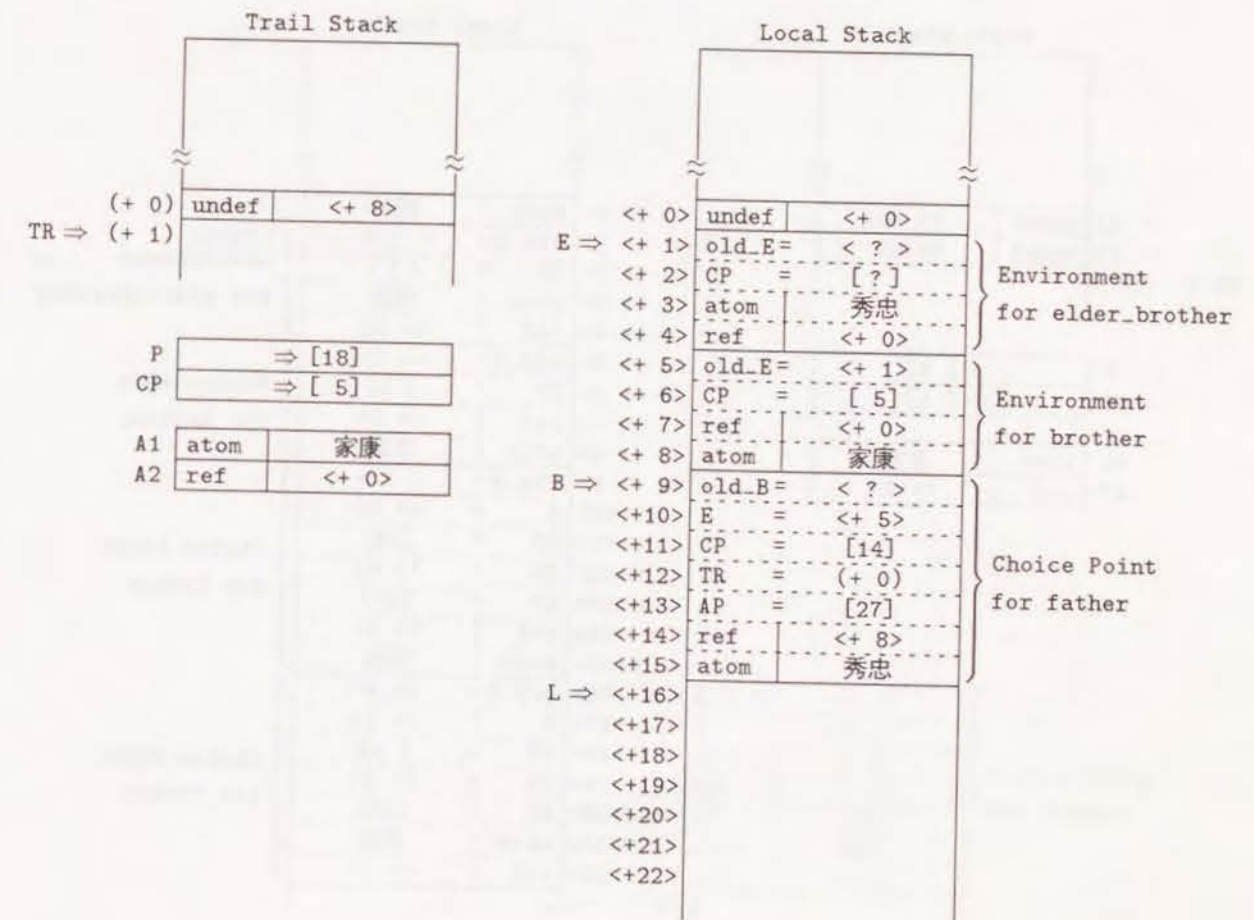 Trail Stack
(+ 0) undef <+ 8>
TR ⇒ (+ 1)
P ⇒ [18]
CP ⇒ [ 5]
A1 atom 家康
A2 ref <+ 0>
Local Stack
<+ 0> undef <+ 0>
E ⇒ <+ 1> old_E= < ? >
<+ 2> CP = [ ? ]
<+ 3> atom 秀忠
<+ 4> ref <+ 0>
Environment
for elder_brother
<+ 5> old_E= <+ 1>
<+ 6> CP = [ 5]
<+ 7> ref <+ 0>
<+ 8> atom 家康
Environment
for brother
B ⇒ <+ 9> old_B= < ? >
<+10> E = <+ 5>
<+11> CP = [14]
<+12> TR = (+ 0)
<+13> AP = [27]
<+14> ref <+ 8>
<+15> atom 秀忠
Choice Point
for father
L ⇒ <+16>
<+17>
<+18>
<+19>
<+20>
<+21>
<+22>